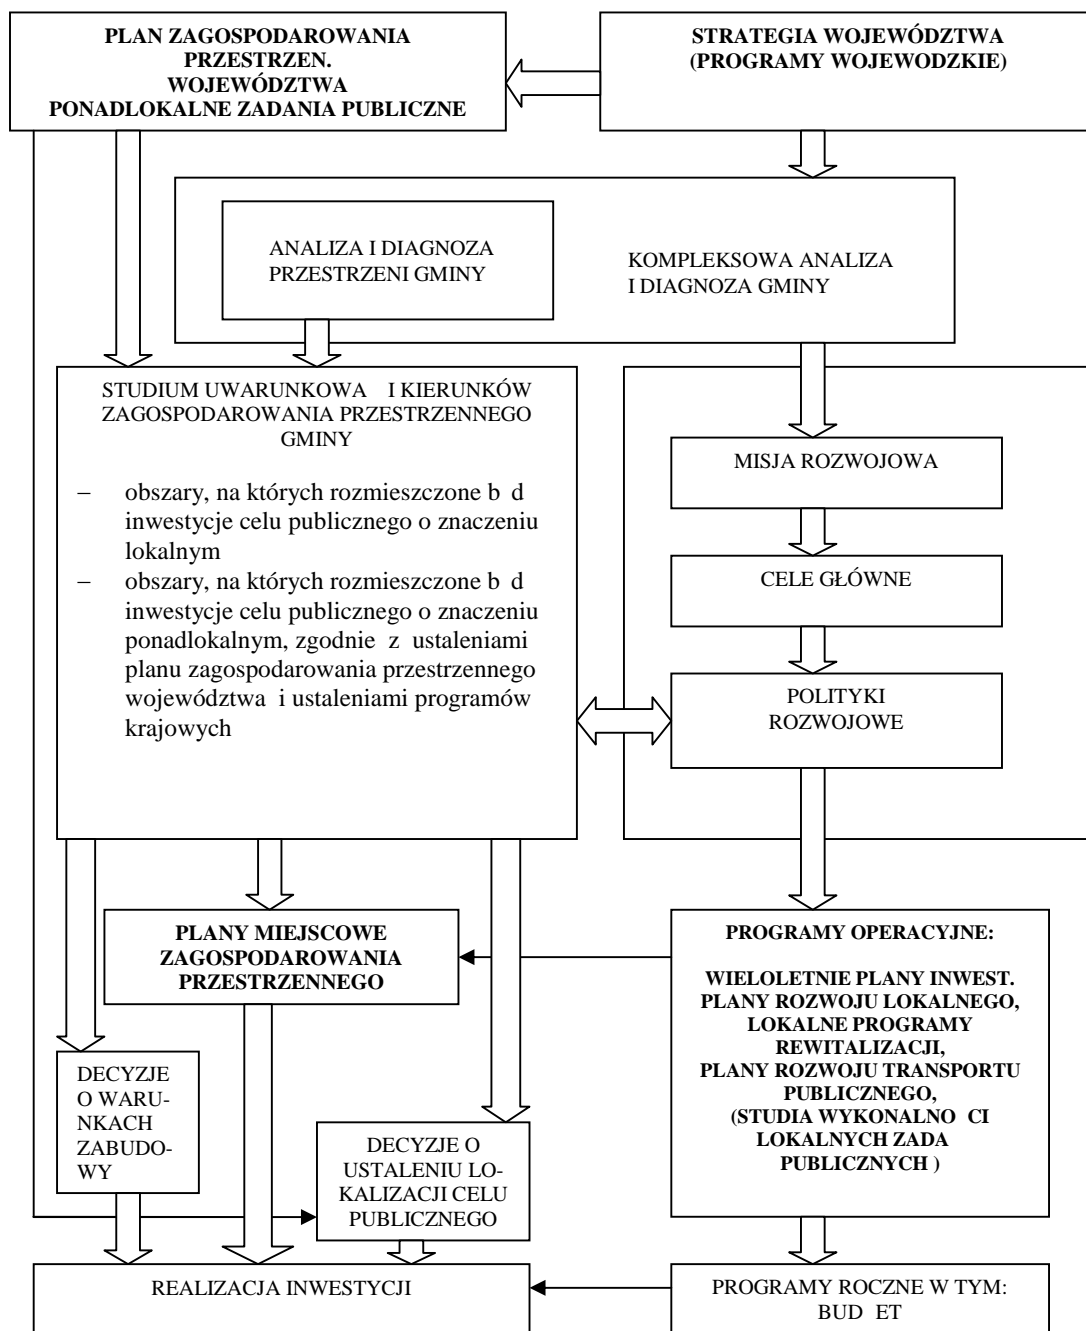 PLAN ZAGOSPODAROWANIA
PRZESTRZEN.
WOJEWÓDZTWA
PONADLOKALNE ZADANIA PUBLICZNE
STRATEGIA WOJEWÓDZTWA
(PROGRAMY WOJEWODZKIE)
ANALIZA I DIAGNOZA
PRZESTRZENI GMINY
KOMPLEKSOWA ANALIZA
I DIAGNOZA GMINY
STUDIUM UWARUNKOWA I KIERUNKÓW
ZAGOSPODAROWANIA PRZESTRZENNEGO
GMINY
– obszary, na których rozmieszczone b d
inwestycje celu publicznego o znaczeniu
lokalnym
– obszary, na których rozmieszczone b d
inwestycje celu publicznego o znaczeniu
ponadlokalnym, zgodnie z ustaleniami
planu zagospodarowania przestrzennego
województwa i ustaleniami programów
krajowych
MISJA ROZWOJOWA
CELE GŁÓWNE
POLITYKI
ROZWOJOWE
PLANY MIEJSCOWE
ZAGOSPODAROWANIA
PRZESTRZENNEGO
PROGRAMY OPERACYJNE:
WIELOLETNIE PLANY INWEST.
PLANY ROZWOJU LOKALNEGO,
LOKALNE PROGRAMY
REWITALIZACJI,
PLANY ROZWOJU TRANSPORTU
PUBLICZNEGO,
(STUDIA WYKONALNO CI
LOKALNYCH ZADA
PUBLICZNYCH )
DECYZJE
O WARU-
NKACH
ZABUDO-
WY
DECYZJE O
USTALENIU LO-
KALIZACJI CELU
PUBLICZNEGO
REALIZACJA INWESTYCJI
PROGRAMY ROCZNE W TYM:
BUD ET